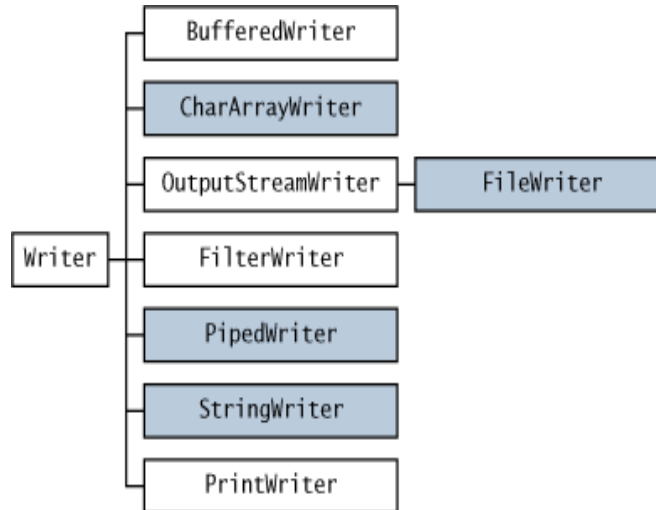 BufferedWriter
CharArrayWriter
OutputStreamWriter
FileWriter
Writer
FilterWriter
PipedWriter
StringWriter
PrintWriter